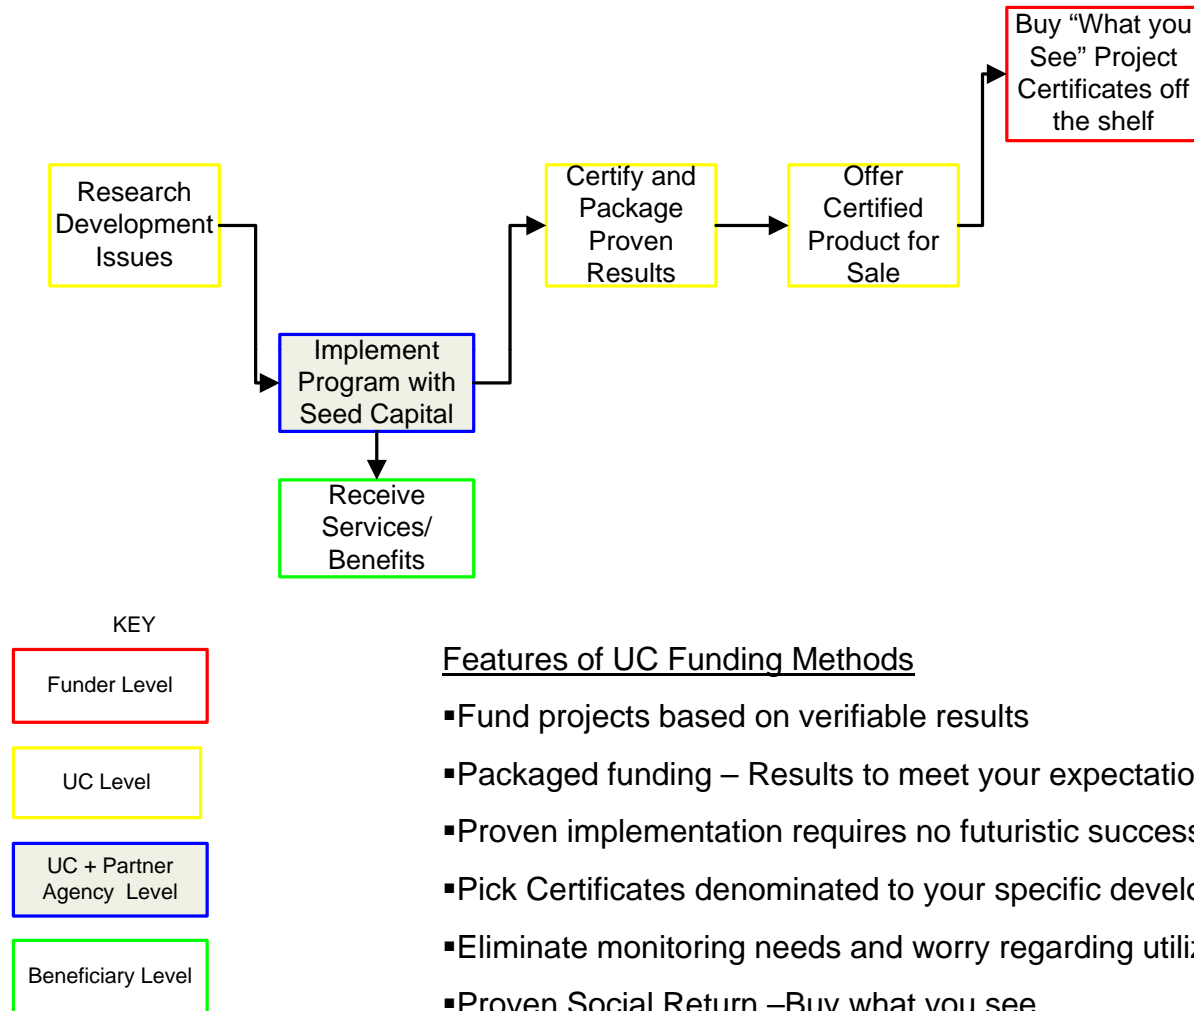 Buy “What you
See” Project
Certificates off
the shelf
Research
Development
Issues
Certify and
Package
Proven
Results
Offer
Certified
Product for
Sale
Implement
Program with
Seed Capital
Receive
Services/
Benefits
KEY
Funder Level
UC Level
UC + Partner
Agency Level
Beneficiary Level
Features of UC Funding Methods
▪Fund projects based on verifiable results
▪Packaged funding – Results to meet your
▪Proven implementation requires no futuristic
▪Pick Certificates denominated to your specific
▪Eliminate monitoring needs and worry regarding
▪Proven Social Return –Buy what you see